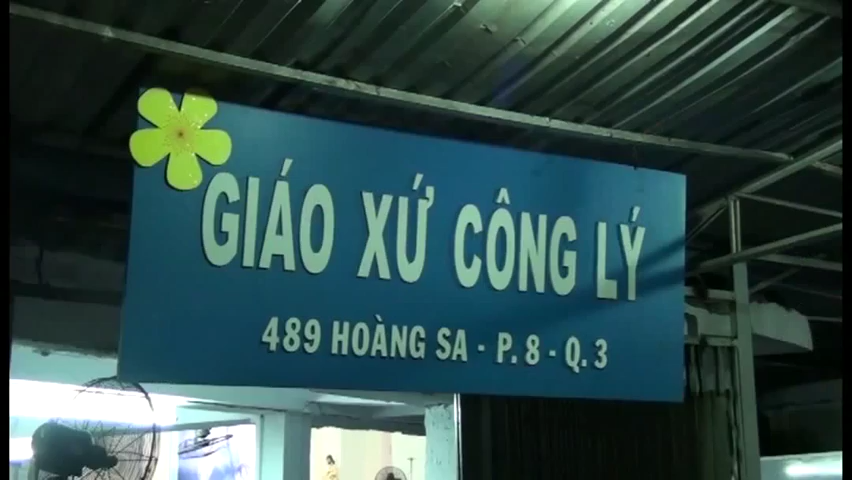 GIÁO XỨ CÔNG LÝ
489 HOÀNG SA - P. 8 - Q. 3